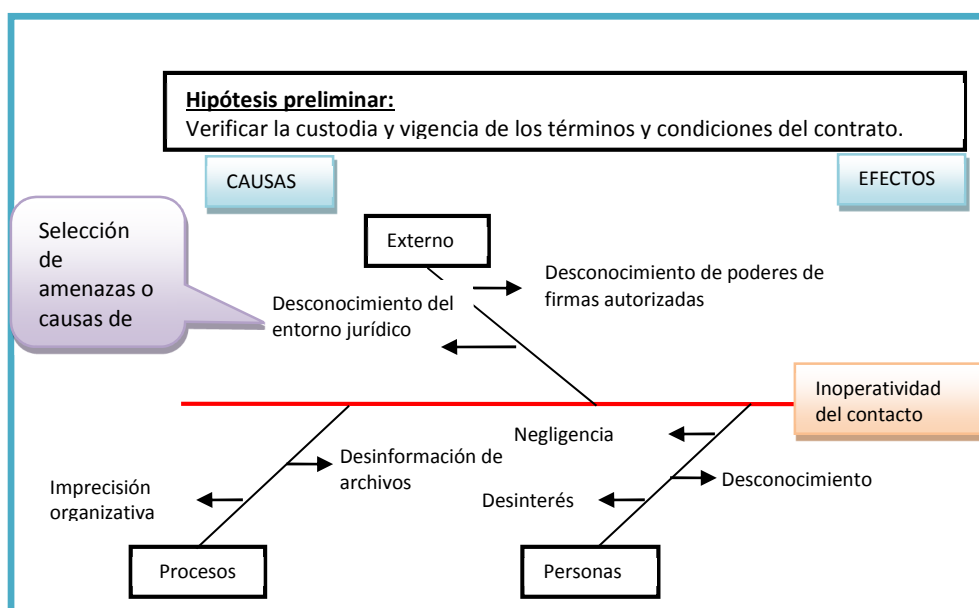 Hipótesis preliminar:
Verificar la custodia y vigencia de los términos y condiciones del contrato.
CAUSAS
EFECTOS
Selección
de
amenazas o
causas de
Externo
Desconocimiento de poderes de
firmas autorizadas
Desconocimiento del
entorno jurídico
Inoperatividad
del contacto
Negligencia
Desinformación de
archivos
Desconocimiento
Imprecisión
organizativa
Desinterés
Procesos
Personas